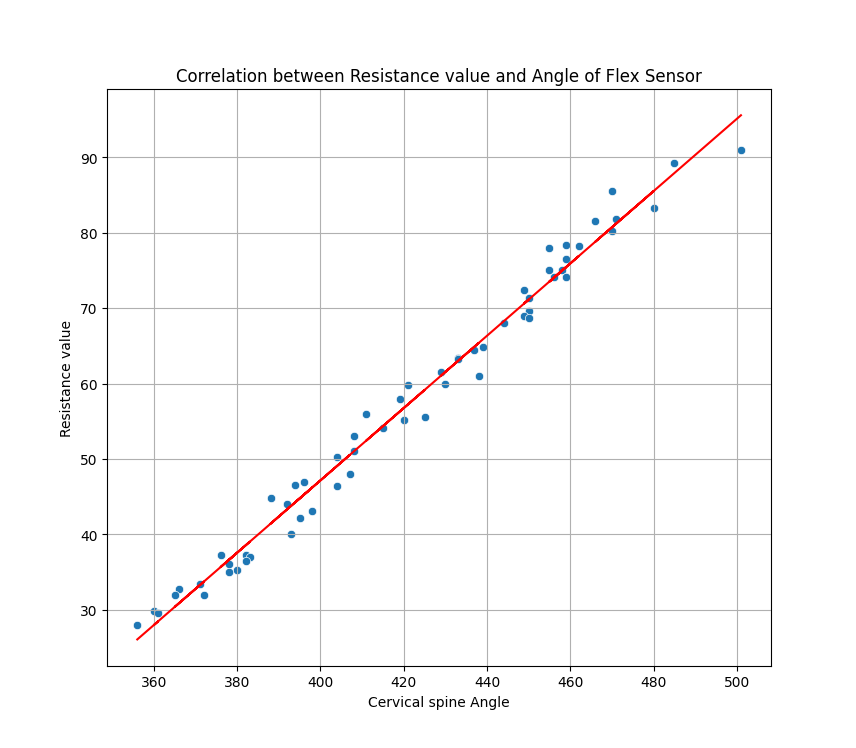 Correlation between Resistance value and Angle of Flex Sensor
90
80
70
60
50
40
30
Resistance value
360 380 400 420 440 460 480 500
Cervical spine Angle